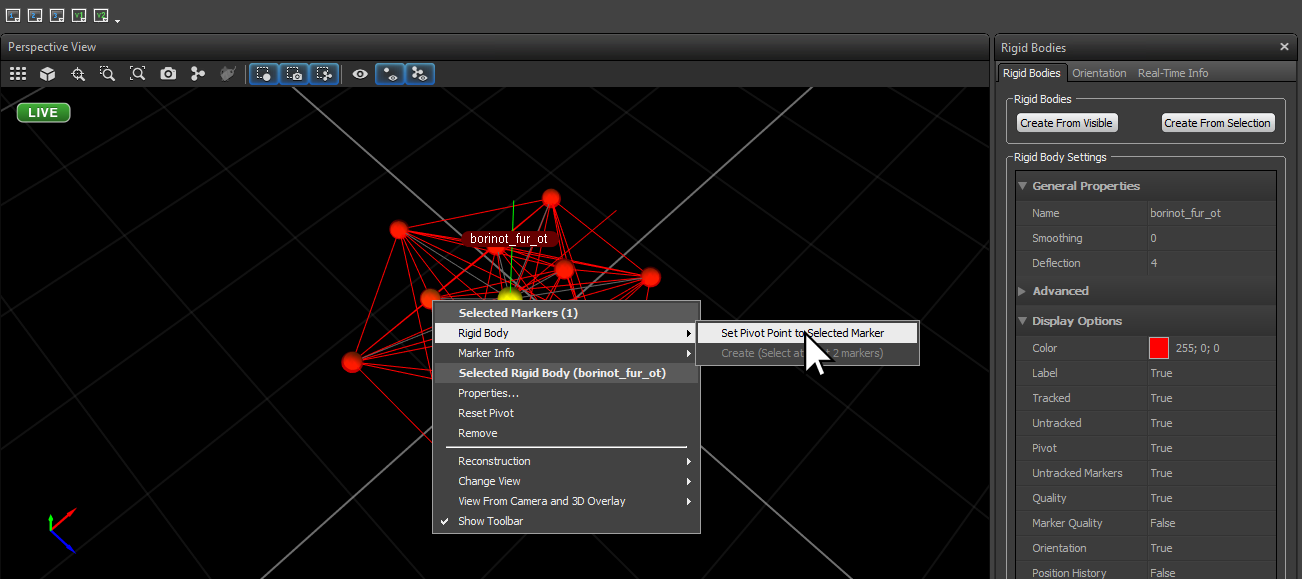 Perspective View
LIVE
borinot_fur_ot
Selected Markers (1)
Rigid Body
Marker Info
Selected Rigid Body (borinot_fur_ot)
Properties...
Reset Pivot
Remove
Reconstruction
Change View
View From Camera and 3D Overlay
Show Toolbar
Set Pivot Point to Selected Marker
Create (Select at t 2 markers)
Rigid Bodies
Rigid Bodies Orientation Real-Time Info
Rigid Bodies
Create From Visible Create From Selection
Rigid Body Settings
General Properties
Name borinot_fur_ot
Smoothing 0
Deflection 4
Advanced
Display Options
Color 255; 0; 0
Label True
Tracked True
Untracked True
Pivot True
Untracked Markers True
Quality True
Marker Quality False
Orientation True
Position History False